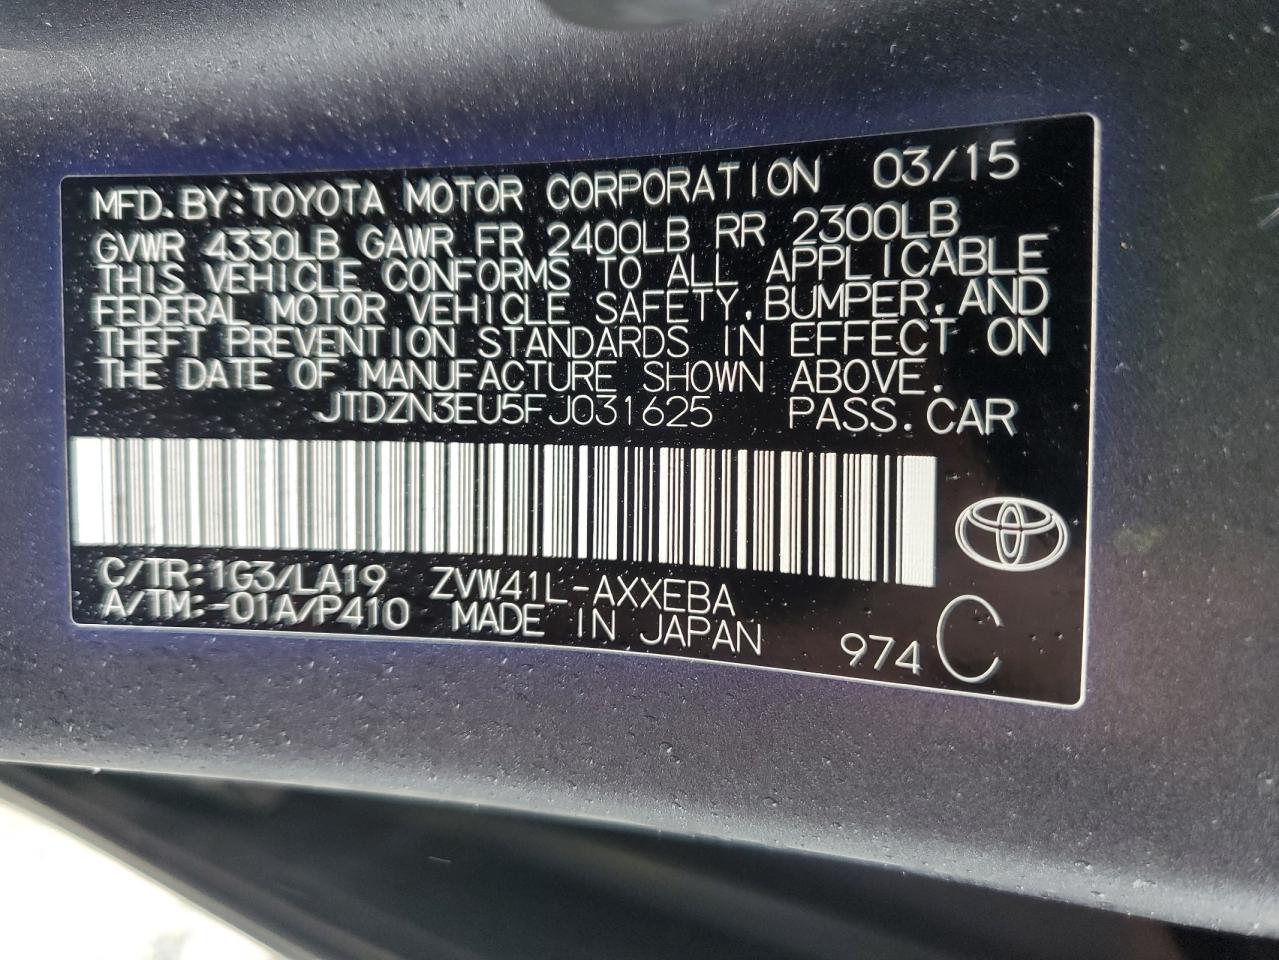 MFD. BY: TOYOTA MOTOR CORPORATION 03/15
GVWR 4330LB GAWR FR 2400LB RR 2300LB
THIS VEHICLE CONFORMS TO ALL APPLICABLE
FEDERAL MOTOR VEHICLE SAFETY, BUMPER, AND
THEFT PREVENTION STANDARDS IN EFFECT ON
THE DATE OF MANUFACTURE SHOWN ABOVE.
JTDZN3EU5FJ031625 PASS. CAR
C/TR: 1G3/LA19 ZVW41L-AXXEBA
A/TM: -01A/P410 MADE IN JAPAN 974 C